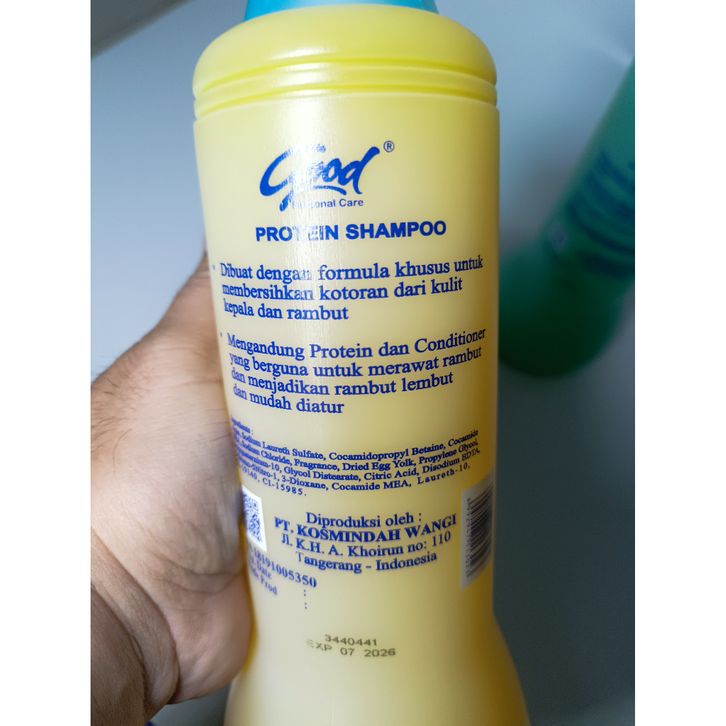 Good ®
Personal Care
PROTEIN SHAMPOO
· Dibuat dengan formula khusus untuk
membersihkan kotoran dari kulit
kepala dan rambut
· Mengandung Protein dan Conditioner
yang berguna untuk merawat rambut
dan menjadikan rambut lembut
dan mudah diatur
Sodium Laureth Sulfate, Cocamidopropyl Betaine, Cocamide
Sodium Chloride, Fragrance, Dried Egg Yolk, Propylene Glycol,
Glycol Distearate, Citric Acid, Disodium EDTA,
3-Dioxane, Cocamide MEA, Laureth-10,
CI-15985.
Diproduksi oleh :
PT. KOSMINDAH WANGI
Jl. K.H. A. Khoirun no: 110
Tangerang - Indonesia
18191005350
Date :
Prod :
3440441
EXP 07 2026